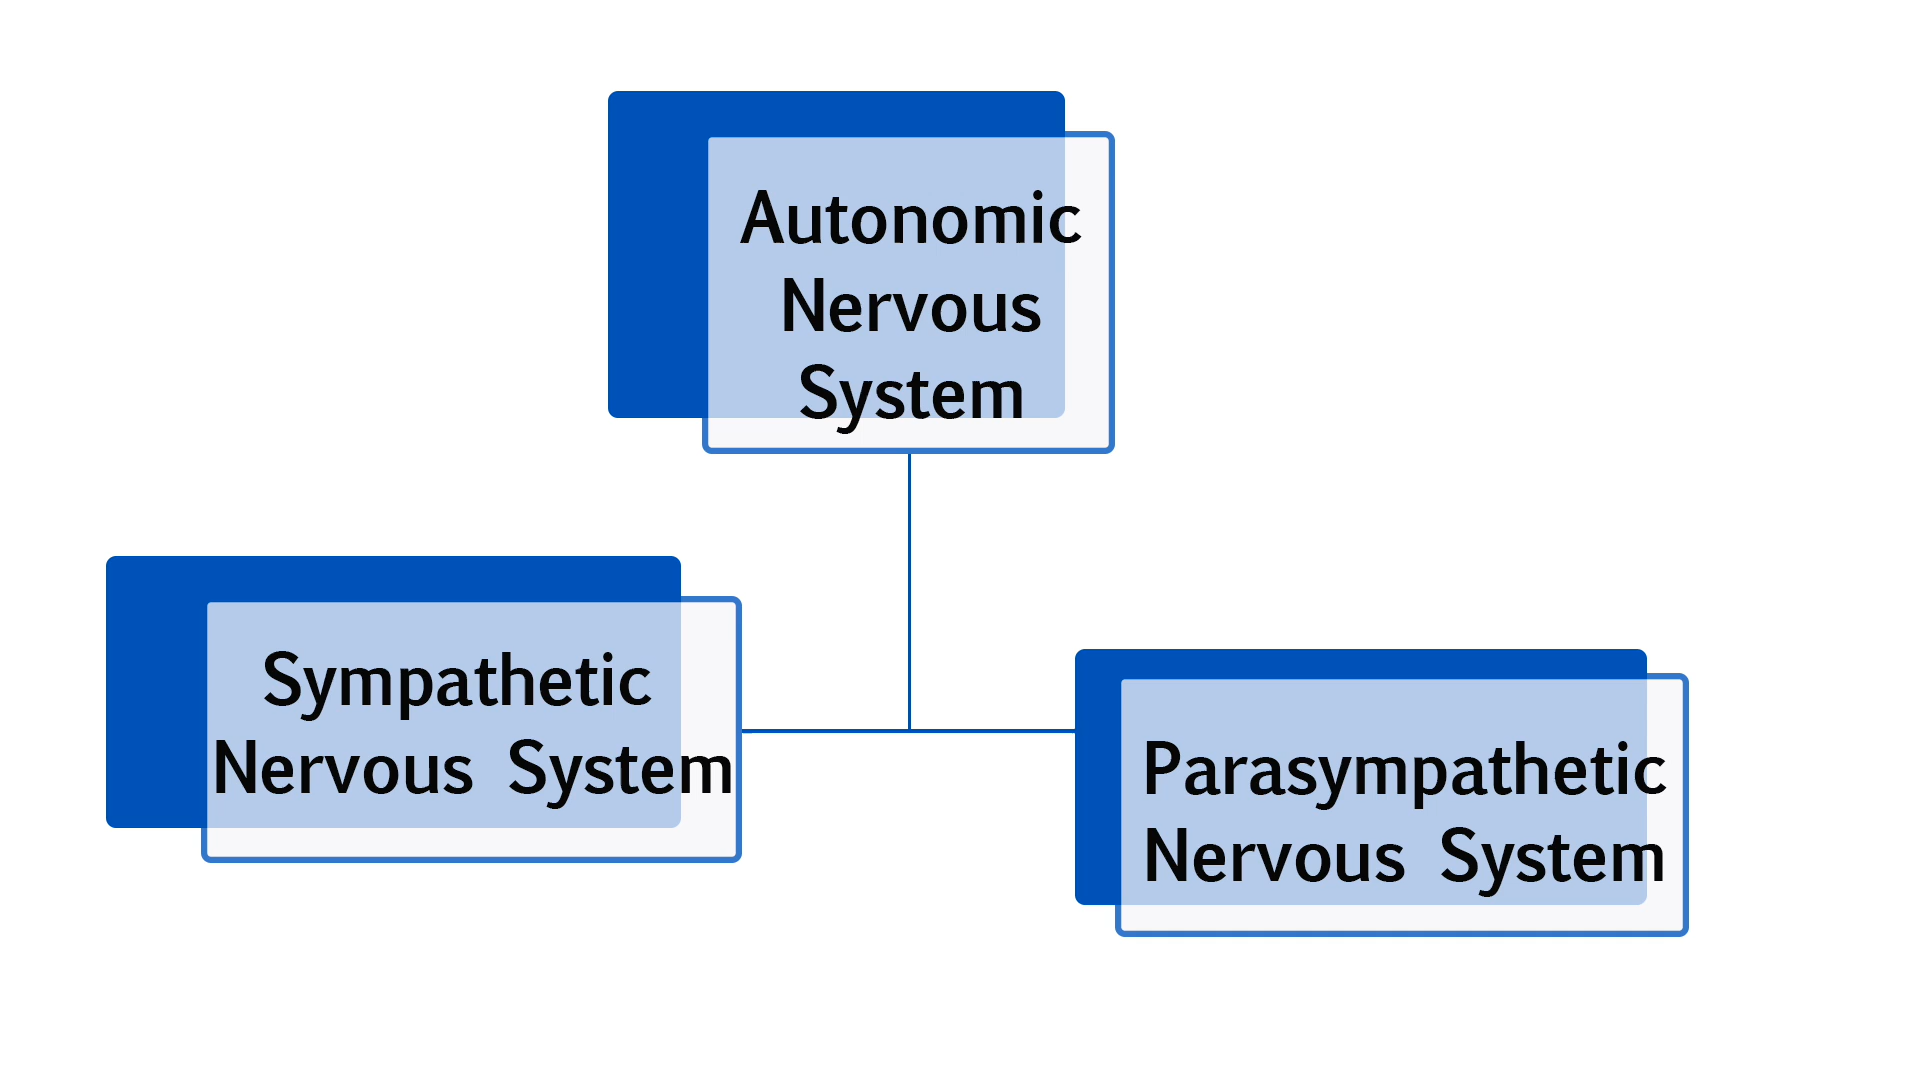 Autonomic
Nervous
System
Sympathetic
Nervous System
Parasympathetic
Nervous System